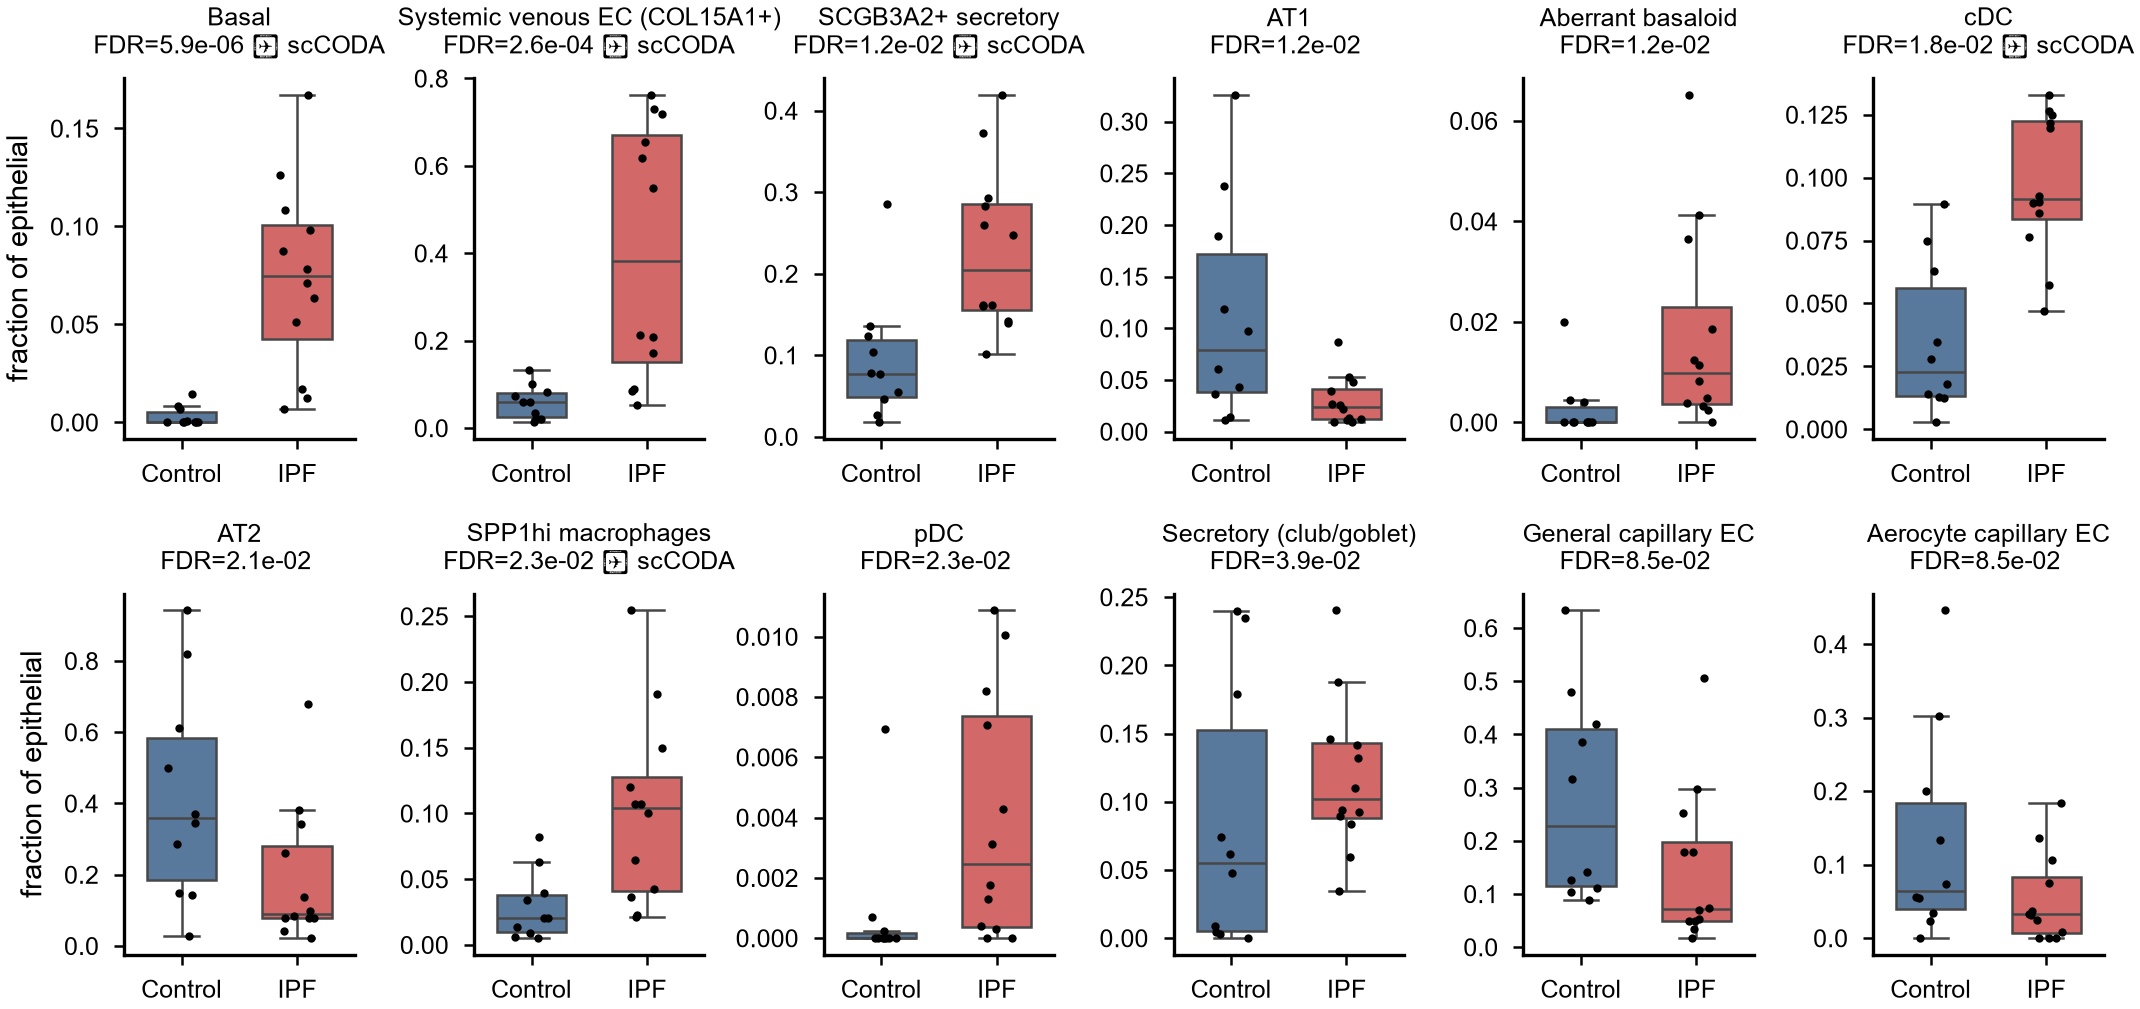 Basal
FDR=5.9e-06 ✈ scCODA
Systemic venous EC (COL15A1+)
FDR=2.6e-04 ✈ scCODA
SCGB3A2+ secretory
FDR=1.2e-02 ✈ scCODA
AT1
FDR=1.2e-02
Aberrant basaloid
FDR=1.2e-02
cDC
FDR=1.8e-02 ✈ scCODA
fraction of epithelial
0.15
0.10
0.05
0.00
Control IPF
0.8
0.6
0.4
0.2
0.0
Control IPF
0.4
0.3
0.2
0.1
0.0
Control IPF
0.30
0.25
0.20
0.15
0.10
0.05
0.00
Control IPF
0.06
0.04
0.02
0.00
Control IPF
0.125
0.100
0.075
0.050
0.025
0.000
Control IPF
AT2
FDR=2.1e-02
SPP1hi macrophages
FDR=2.3e-02 ✈ scCODA
pDC
FDR=2.3e-02
Secretory (club/goblet)
FDR=3.9e-02
General capillary EC
FDR=8.5e-02
Aerocyte capillary EC
FDR=8.5e-02
fraction of epithelial
0.8
0.6
0.4
0.2
0.0
Control IPF
0.25
0.20
0.15
0.10
0.05
0.00
Control IPF
0.010
0.008
0.006
0.004
0.002
0.000
Control IPF
0.25
0.20
0.15
0.10
0.05
0.00
Control IPF
0.6
0.5
0.4
0.3
0.2
0.1
0.0
Control IPF
0.4
0.3
0.2
0.1
0.0
Control IPF